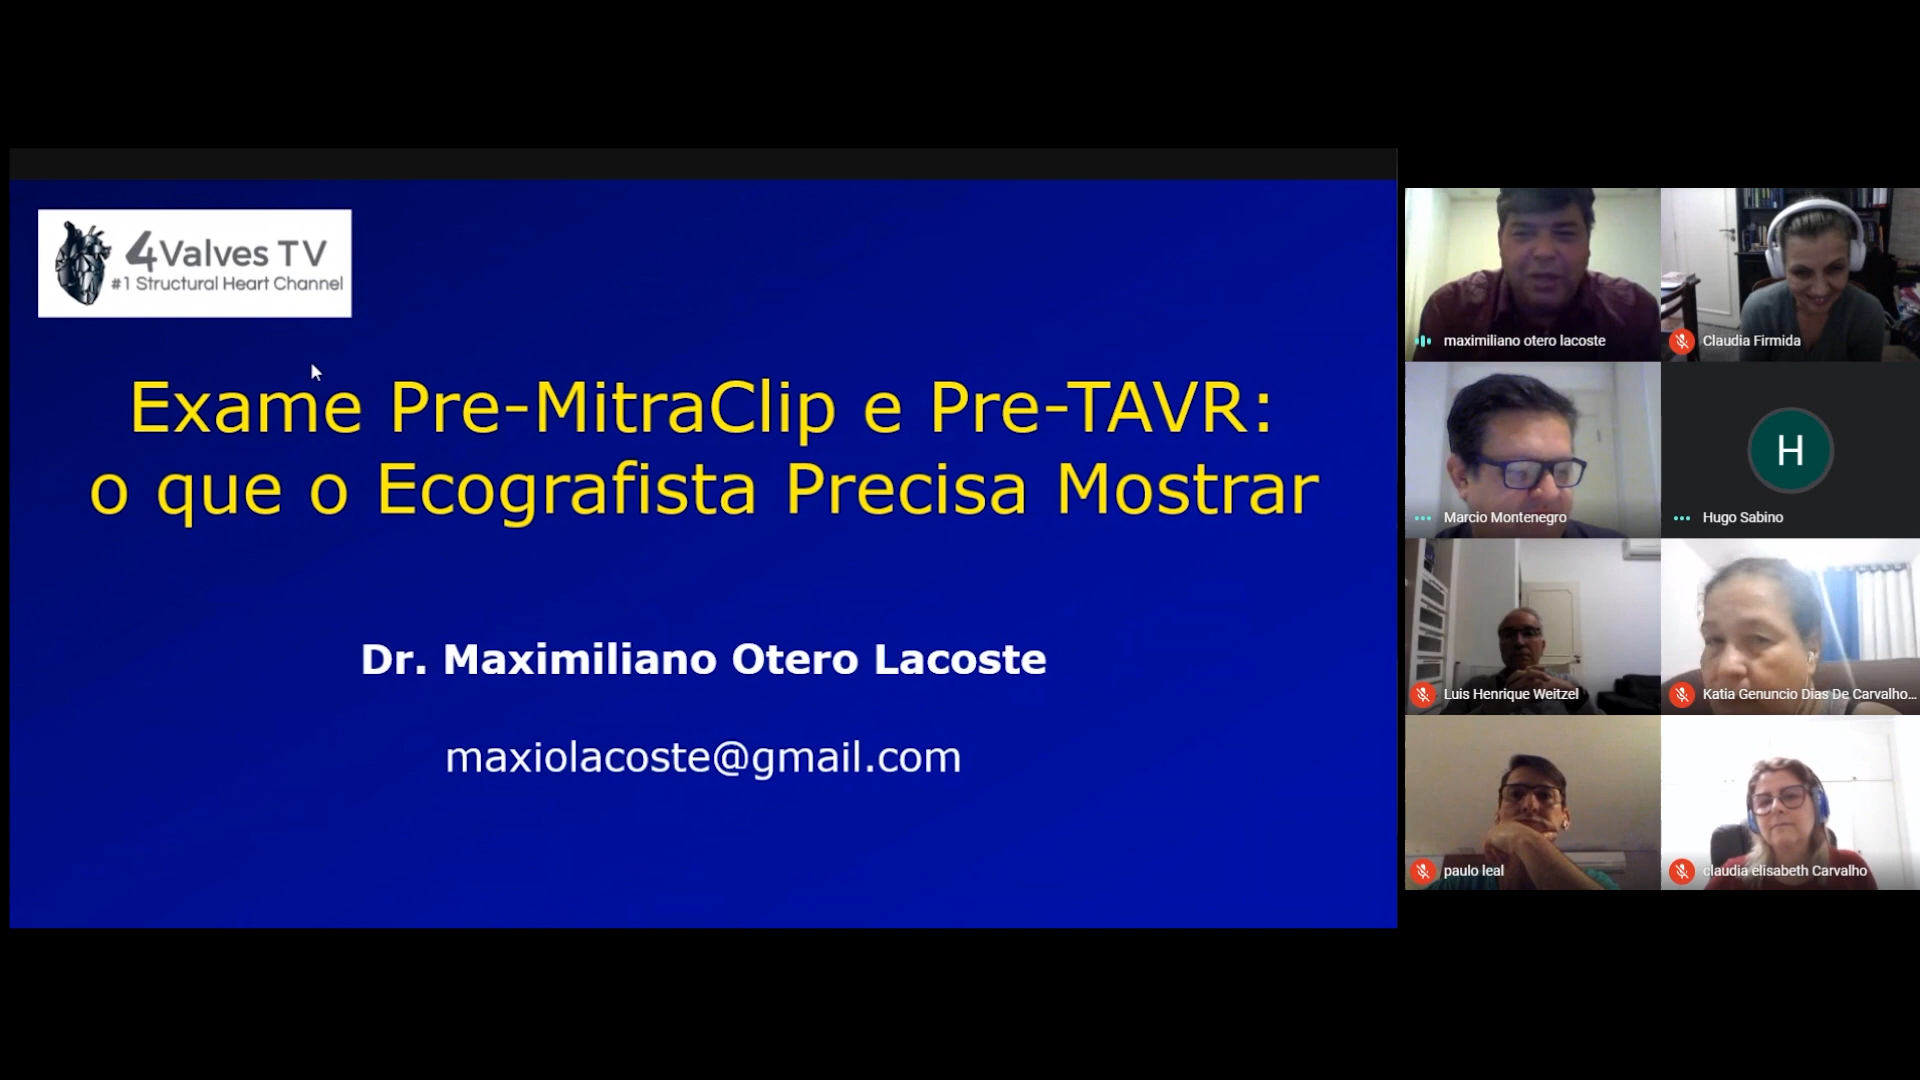 4Valves TV
#1 Structural Heart Channel
Exame Pre-MitraClip e Pre-TAVR:
o que o Ecografista Precisa Mostrar
Dr. Maximiliano Otero Lacoste
maxiolacoste@gmail.com
maximiliano otero lacoste
Claudia Firmida
Marcio Montenegro
H
Hugo Sabino
Luis Henrique Weitzel
Katia Genuncio Dias De Carvalho...
paulo leal
claudia elisabeth Carvalho